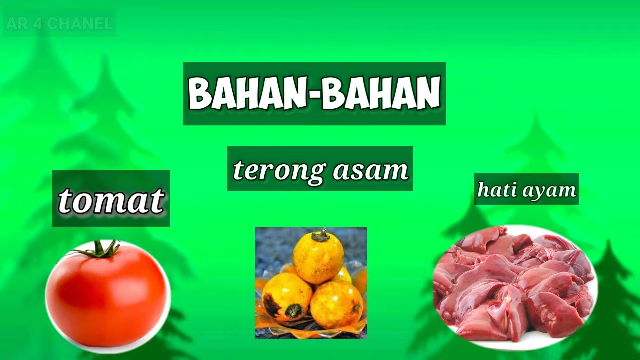 AR 4 CHANEL
BAHAN-BAHAN
terong asam
tomat
hati ayam